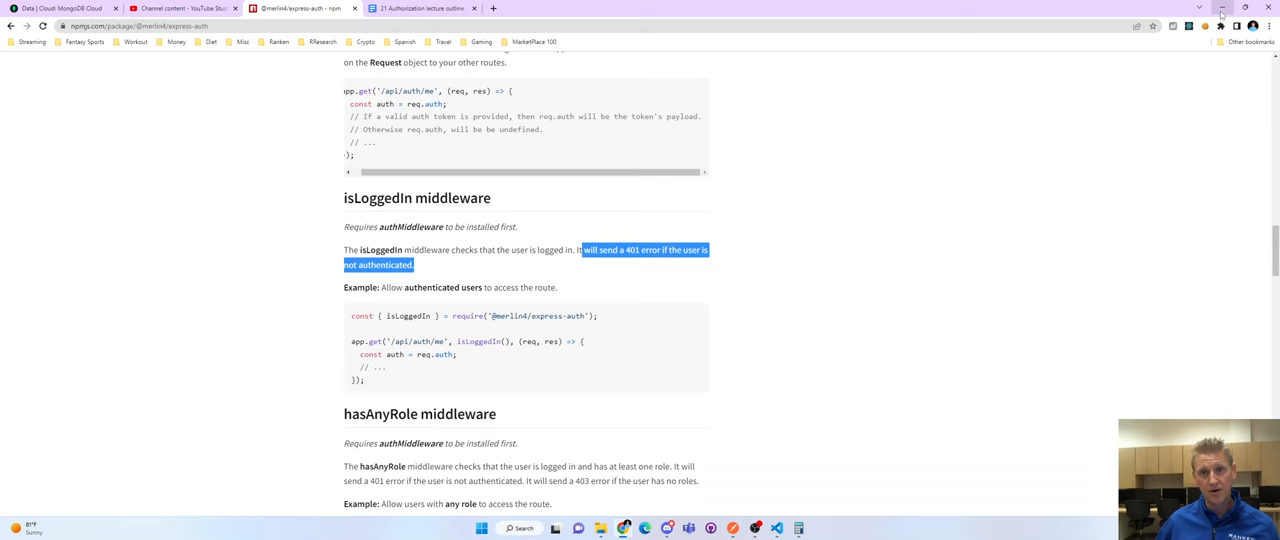 Data | Cloud: MongoDB Cloud
Channel content - YouTube Stu
@merlin4/express-auth - npm
21 Authorization lecture outline
npmjs.com/package/@merlin4/express-auth
Streaming
Fantasy Sports
Workout
Money
Diet
Misc
Ranken
RResearch
Crypto
Spanish
Travel
Gaming
MarketPlace 100
Other bookmarks
on the Request object to your other routes.
app.get('/api/auth/me', (req, res) => {
const auth = req.auth;
// If a valid auth token is provided, then req.auth will be the token's payload.
// Otherwise req.auth, will be be undefined.
// ...
});
isLoggedIn middleware
Requires authMiddleware to be installed first.
The isLoggedIn middleware checks that the user is logged in. It will send a 401 error if the user is
not authenticated.
Example: Allow authenticated users to access the route.
const { isLoggedIn } = require('@merlin4/express-auth');
app.get('/api/auth/me', isLoggedIn(), (req, res) => {
const auth = req.auth;
// ...
});
hasAnyRole middleware
Requires authMiddleware to be installed first.
The hasAnyRole middleware checks that the user is logged in and has at least one role. It will
send a 401 error if the user is not authenticated. It will send a 403 error if the user has no roles.
Example: Allow users with any role to access the route.
81°F
Sunny
Search
RANKEN